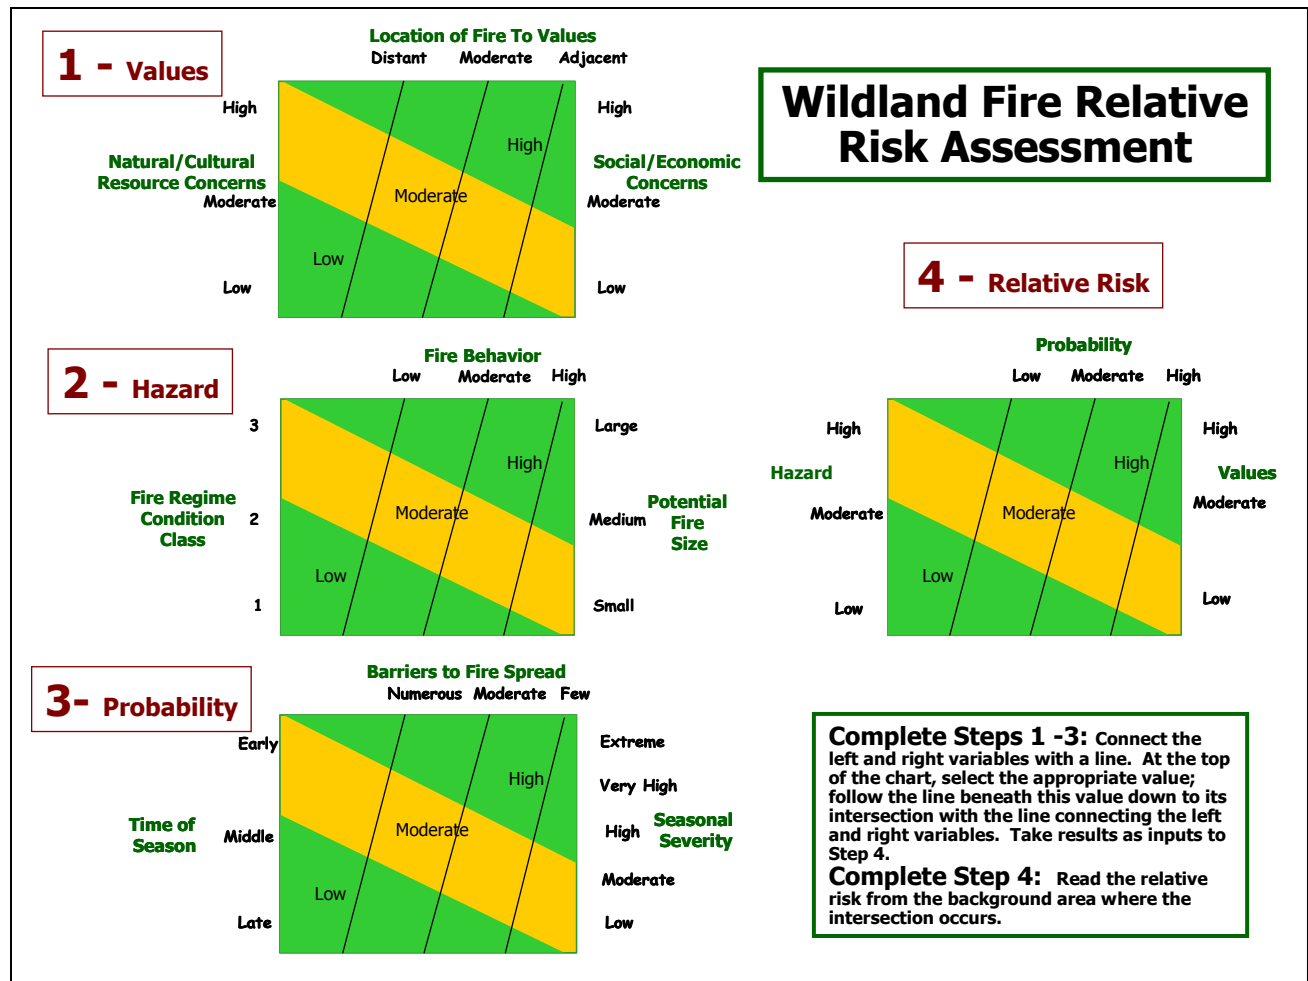 Wildland Fire Relative
Risk Assessment
1 - Values
Location of Fire To Values
Distant Moderate Adjacent
High
Natural/Cultural
Resource Concerns
Moderate
Low
High
Moderate
Low
High
Social/Economic
Concerns
Moderate
Low
2 - Hazard
Fire Behavior
Low Moderate High
3
Fire Regime
Condition
Class
2
1
High
Moderate
Low
Large
Potential
Fire
Size
Medium
Small
3- Probability
Barriers to Fire Spread
Numerous Moderate Few
Early
Time of
Season
Middle
Late
High
Moderate
Low
Extreme
Very High
High
Seasonal
Severity
Moderate
Low
4 - Relative Risk
Probability
Low Moderate High
High
Hazard
Moderate
Low
High
Moderate
Low
High
Values
Moderate
Low
Complete Steps 1 -3: Connect the
left and right variables with a line. At the top
of the chart, select the appropriate value;
follow the line beneath this value down to its
intersection with the line connecting the left
and right variables. Take results as inputs to
Step 4.
Complete Step 4: Read the relative
risk from the background area where the
intersection occurs.